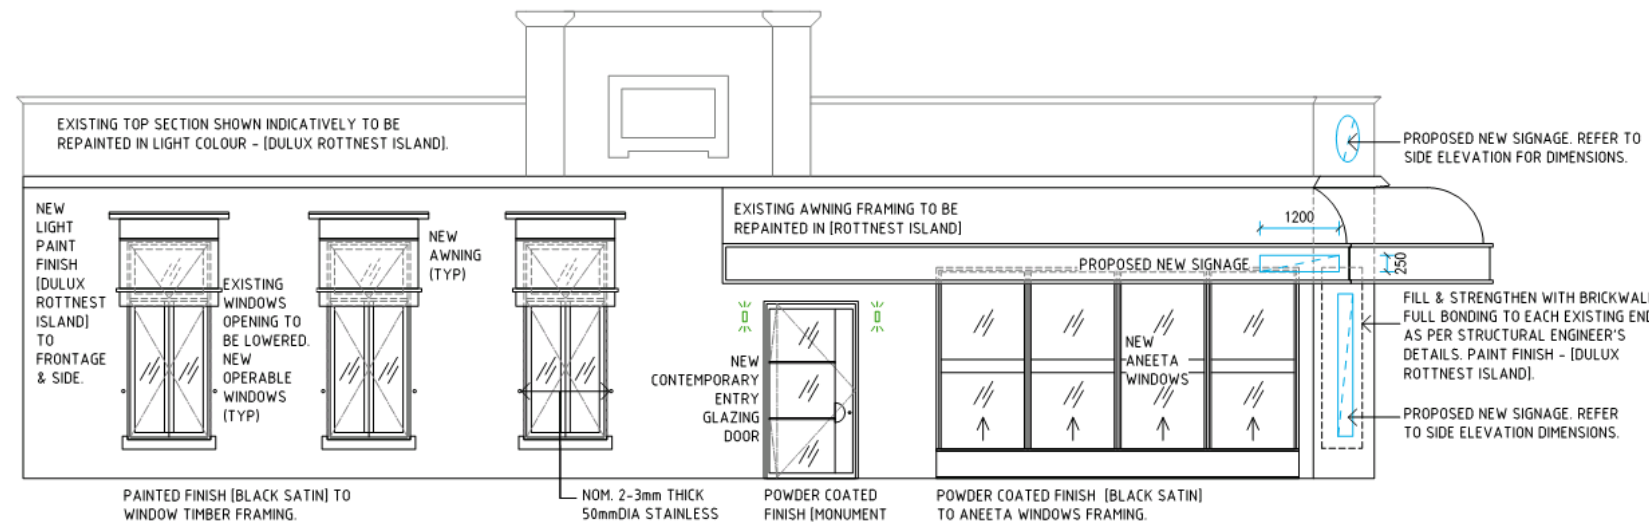 EXISTING TOP SECTION SHOWN INDICATIVELY TO BE
REPAINTED IN LIGHT COLOUR - [DULUX ROTTNEST ISLAND].
PROPOSED NEW SIGNAGE. REFER TO
SIDE ELEVATION FOR DIMENSIONS.
NEW
LIGHT
PAINT
FINISH
[DULUX
ROTTNEST
ISLAND]
TO
FRONTAGE
& SIDE.
EXISTING
WINDOWS
OPENING TO
BE LOWERED.
NEW
OPERABLE
WINDOWS
(TYP)
NEW
AWNING
(TYP)
EXISTING AWNING FRAMING TO BE
REPAINTED IN [ROTTNEST ISLAND]
1200
PROPOSED NEW SIGNAGE
250
FILL & STRENGTHEN WITH BRICKWAL
FULL BONDING TO EACH EXISTING END
AS PER STRUCTURAL ENGINEER'S
DETAILS. PAINT FINISH - [DULUX
ROTTNEST ISLAND].
NEW
ANEETA
WINDOWS
NEW
CONTEMPORARY
ENTRY
GLAZING
DOOR
PROPOSED NEW SIGNAGE. REFER
TO SIDE ELEVATION DIMENSIONS.
PAINTED FINISH [BLACK SATIN] TO
WINDOW TIMBER FRAMING.
NOM. 2-3mm THICK
50mmDIA STAINLESS
POWDER COATED
FINISH [MONUMENT
POWDER COATED FINISH [BLACK SATIN]
TO ANEETA WINDOWS FRAMING.